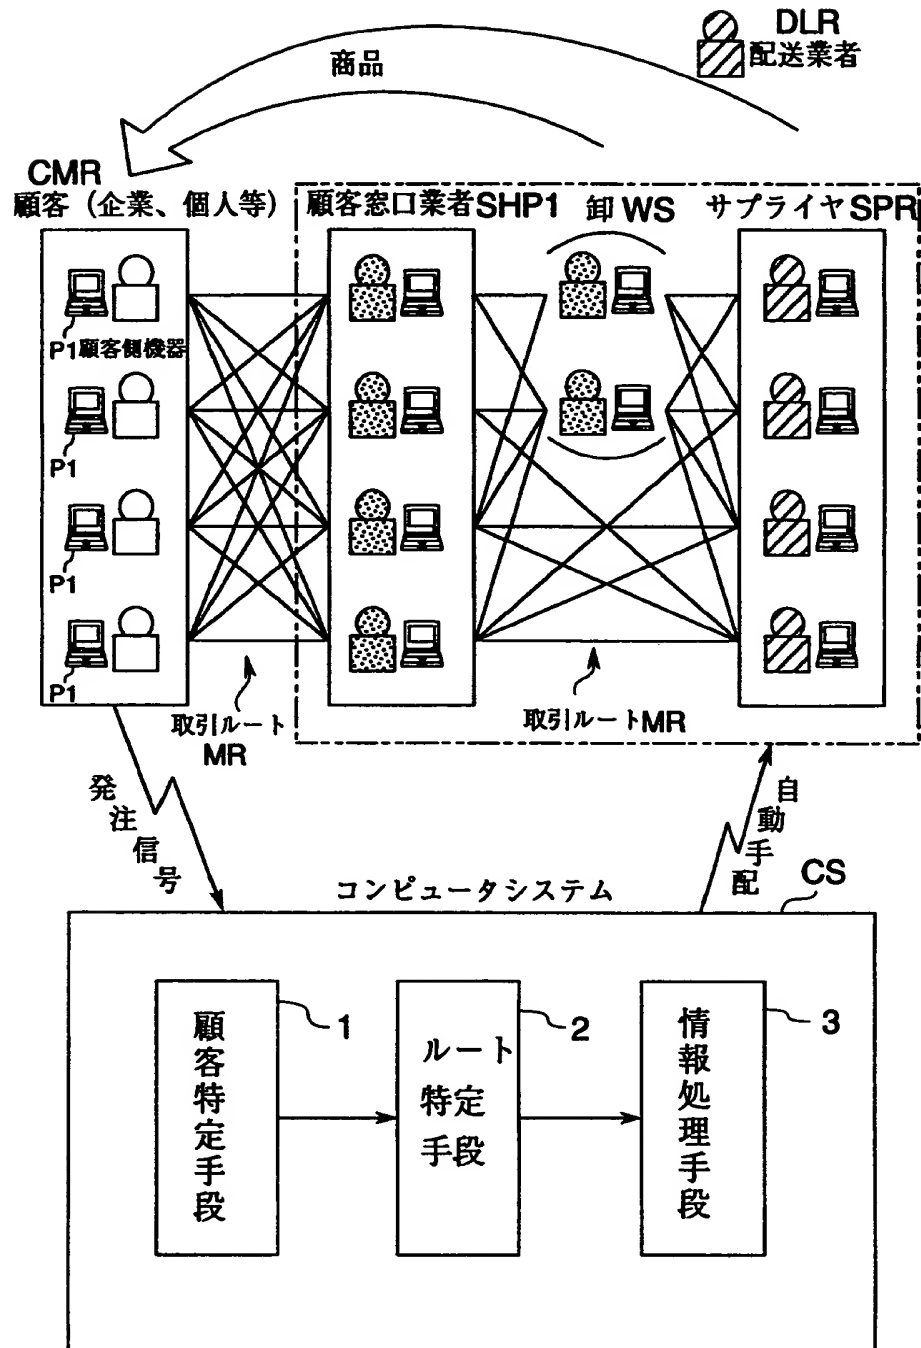 DLR
配送業者
商品
CMR
顧客（企業、個人等）
顧客窓口業者SHP1
卸 WS
サプライヤSPR
P1顧客側機器
P1
P1
P1
取引ルート
MR
取引ルートMR
発注信号
自動手配
コンピュータシステム
CS
顧客特定手段
1
ルート
特定
手段
2
情報処理手段
3